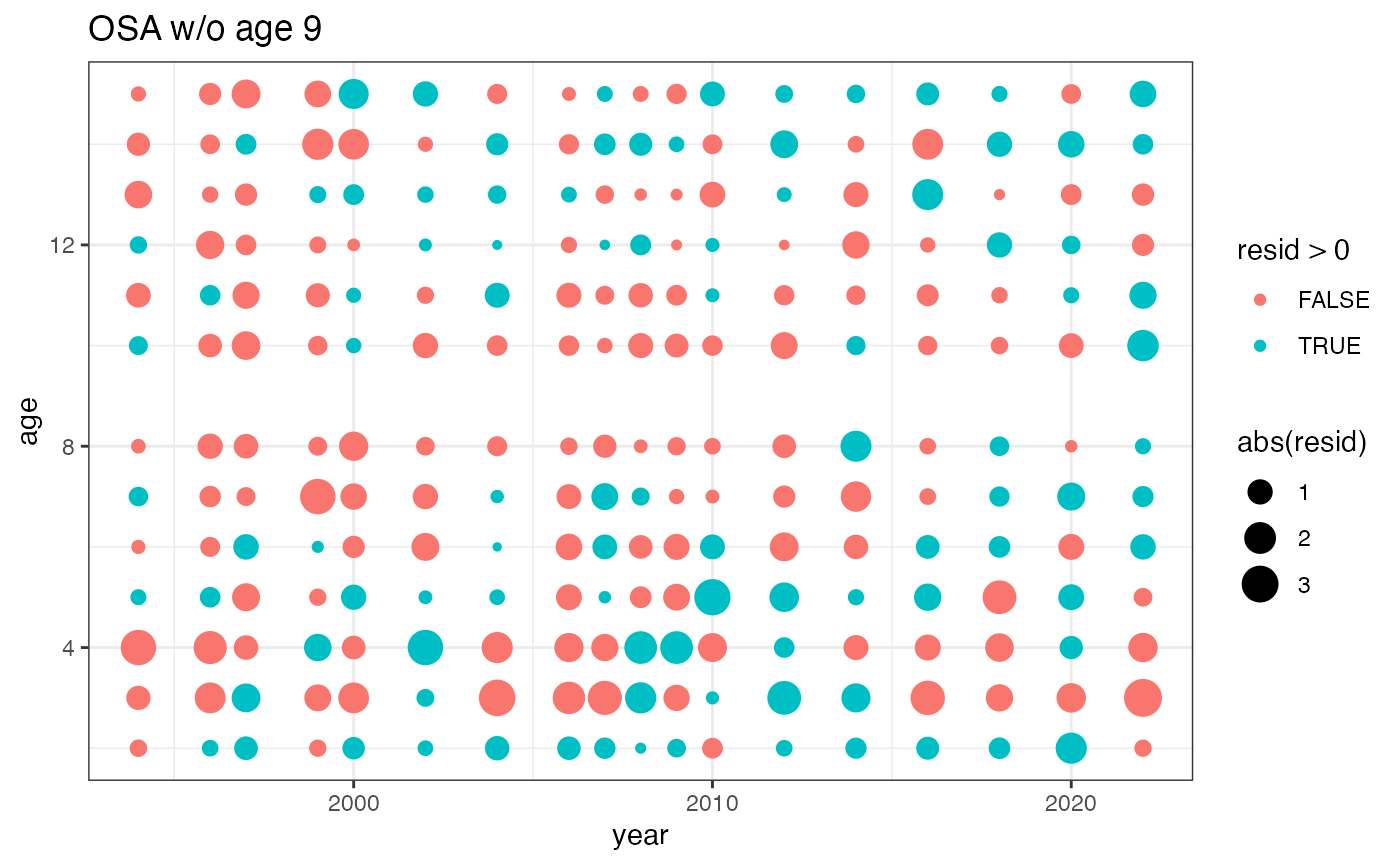 OSA w/o age 9
12
8
4
age
2000
2010
2020
year
resid > 0
FALSE
TRUE
abs(resid)
1
2
3